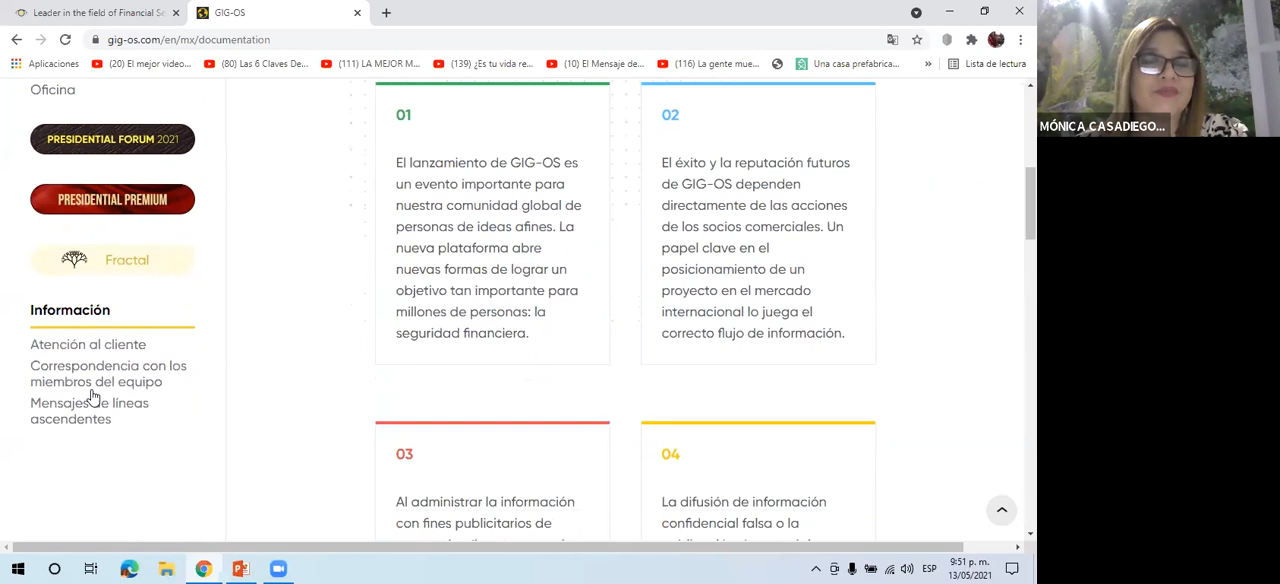 Leader in the field of Financial Se
GIG-OS
gig-os.com/en/mx/documentation
Aplicaciones
(20) El mejor video...
(80) Las 6 Claves De...
(111) LA MEJOR M...
(139) ¿Es tu vida re...
(10) El Mensaje de...
(116) La gente mue...
Una casa prefabrica...
»
Lista de lectura
MÓNICA CASADIEGO...
Oficina
PRESIDENTIAL FORUM 2021
PRESIDENTIAL PREMIUM
Fractal
Información
Atención al cliente
Correspondencia con los
miembros del equipo
Mensajes de líneas
ascendentes
01
El lanzamiento de GIG-OS es
un evento importante para
nuestra comunidad global de
personas de ideas afines. La
nueva plataforma abre
nuevas formas de lograr un
objetivo tan importante para
millones de personas: la
seguridad financiera.
02
El éxito y la reputación futuros
de GIG-OS dependen
directamente de las acciones
de los socios comerciales. Un
papel clave en el
posicionamiento de un
proyecto en el mercado
internacional lo juega el
correcto flujo de información.
03
Al administrar la información
con fines publicitarios de
04
La difusión de información
confidencial falsa o la
ESP
9:51 p. m.
13/05/2021